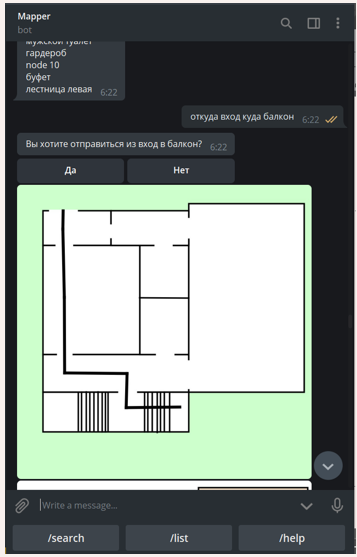 Mapper
bot
мужской туалет
гардероб
node 10
буфет
лестница левая 6:22
откуда вход куда балкон 6:22
Вы хотите отправиться из вход в балкон? 6:22
Да Нет
Write a message...
/search /list /help